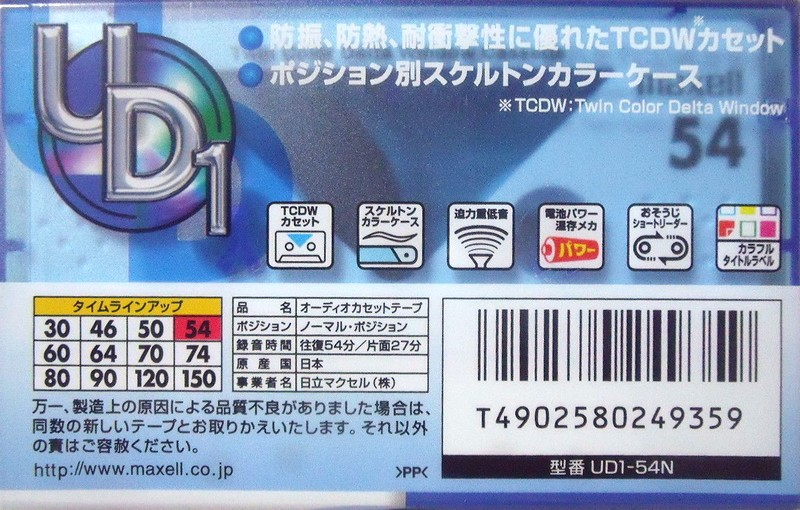 UD1
● 防振、防熱、耐衝撃性に優れたTCDW※カセット
● ポジション別スケルトンカラーケース
※TCDW:Twin Color Delta Window
maxell
54
TCDW
カセット
スケルトン
カラーケース
迫力重低音
電池パワー
温存メカ
パワー
おそうじ
ショートリーダー
カラフル
タイトルラベル
タイムラインアップ
30 46 50 54
60 64 70 74
80 90 120 150
品名 オーディオカセットテープ
ポジション ノーマル・ポジション
録音時間 往復54分/片面27分
原産国 日本
事業者名 日立マクセル(株)
万一、製造上の原因による品質不良がありました場合は、
同数の新しいテープとお取りかえいたします。それ以外
の責はご容赦ください。
http://www.maxell.co.jp
>PP<
T4902580249359
型番 UD1-54N